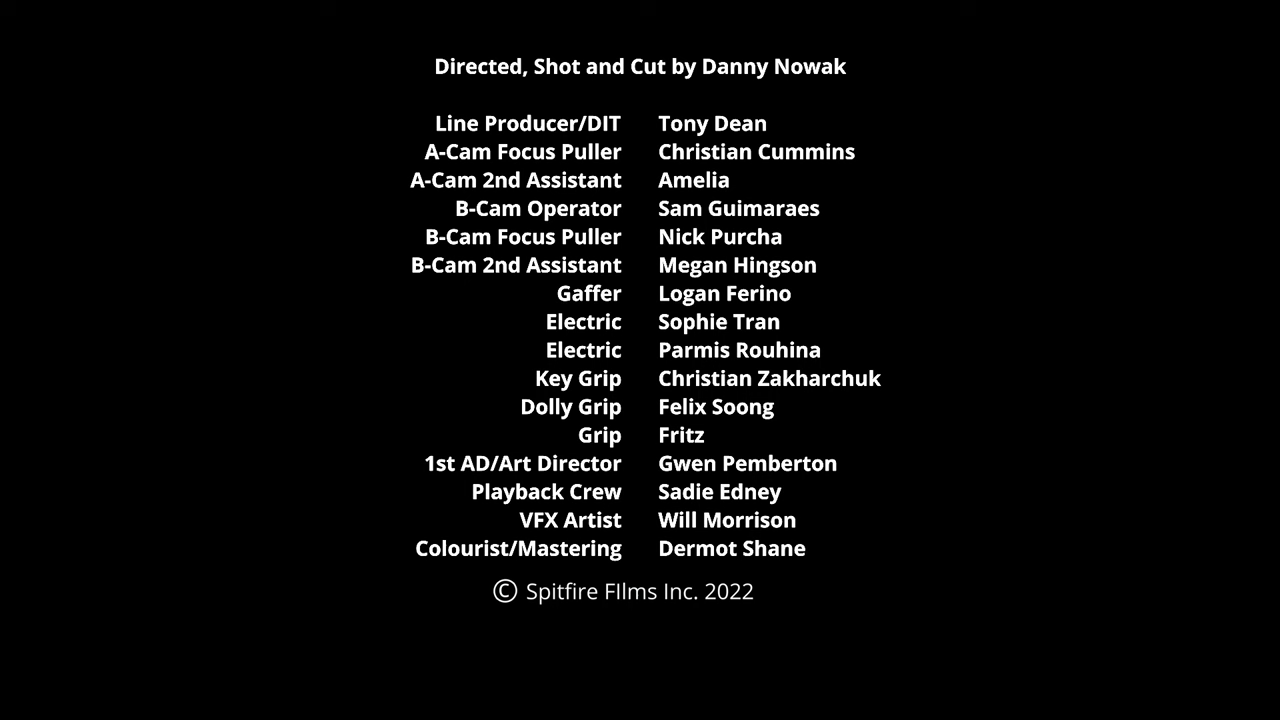 Directed, Shot and Cut by Danny Nowak
Line Producer/DIT Tony Dean
A-Cam Focus Puller Christian Cummins
A-Cam 2nd Assistant Amelia
B-Cam Operator Sam Guimaraes
B-Cam Focus Puller Nick Purcha
B-Cam 2nd Assistant Megan Hingson
Gaffer Logan Ferino
Electric Sophie Tran
Electric Parmis Rouhina
Key Grip Christian Zakharchuk
Dolly Grip Felix Soong
Grip Fritz
1st AD/Art Director Gwen Pemberton
Playback Crew Sadie Edney
VFX Artist Will Morrison
Colourist/Mastering Dermot Shane
© Spitfire FIlms Inc. 2022